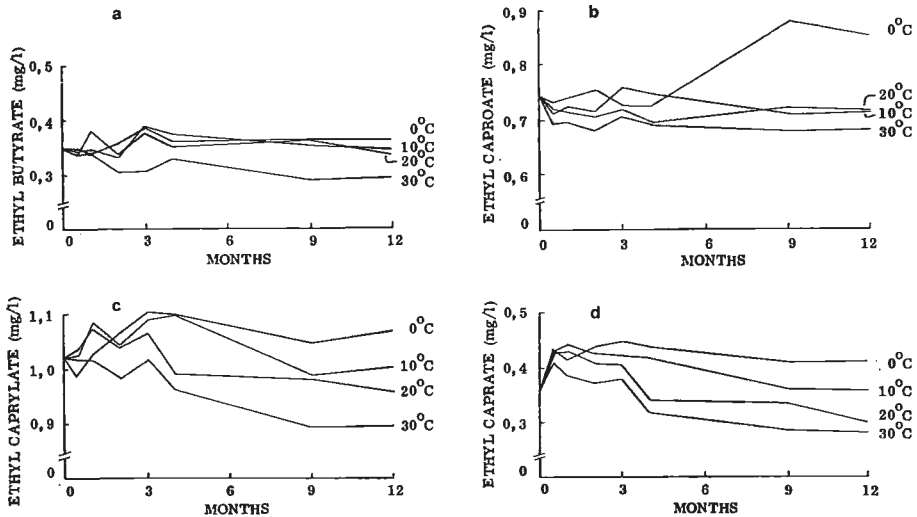 a
ETHYL BUTYRATE (mg/l)
0,5
0,4
0,3
0
0 3 6 9 12
MONTHS
0°C
10°C
20°C
30°C
b
ETHYL CAPROATE (mg/l)
0,9
0,8
0,7
0,6
0
0 3 6 9 12
MONTHS
0°C
20°C
10°C
30°C
c
ETHYL CAPRYLATE (mg/l)
1,1
1,0
0,9
0
0 3 6 9 12
MONTHS
0°C
10°C
20°C
30°C
d
ETHYL CAPRATE (mg/l)
0,5
0,4
0,3
0
0 3 6 9 12
MONTHS
0°C
10°C
20°C
30°C